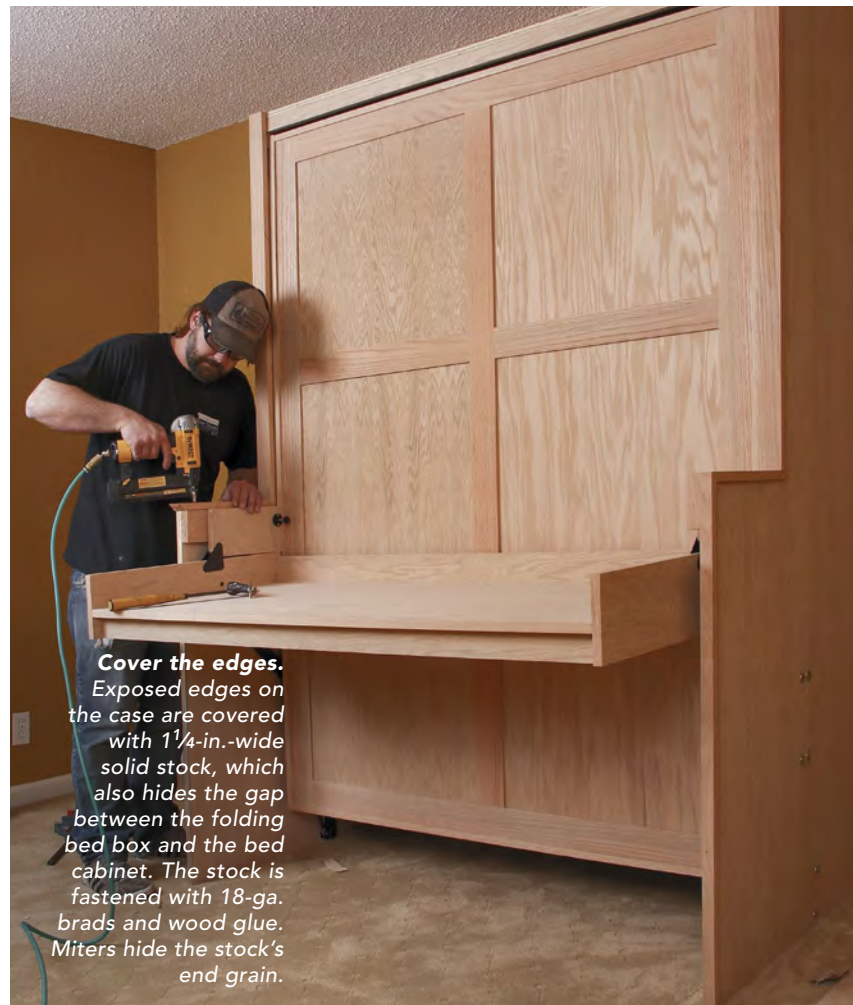 Cover the edges.
Exposed edges on
the case are covered
with 1¼-in.-wide
solid stock, which
also hides the gap
between the folding
bed box and the bed
cabinet. The stock is
fastened with 18-ga.
brads and wood glue.
Miters hide the stock’s
end grain.